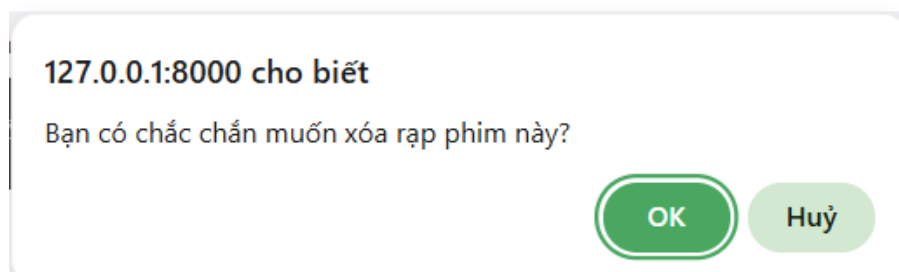 127.0.0.1:8000 cho biết
Bạn có chắc chắn muốn xóa rạp phim này?
OK Huỷ